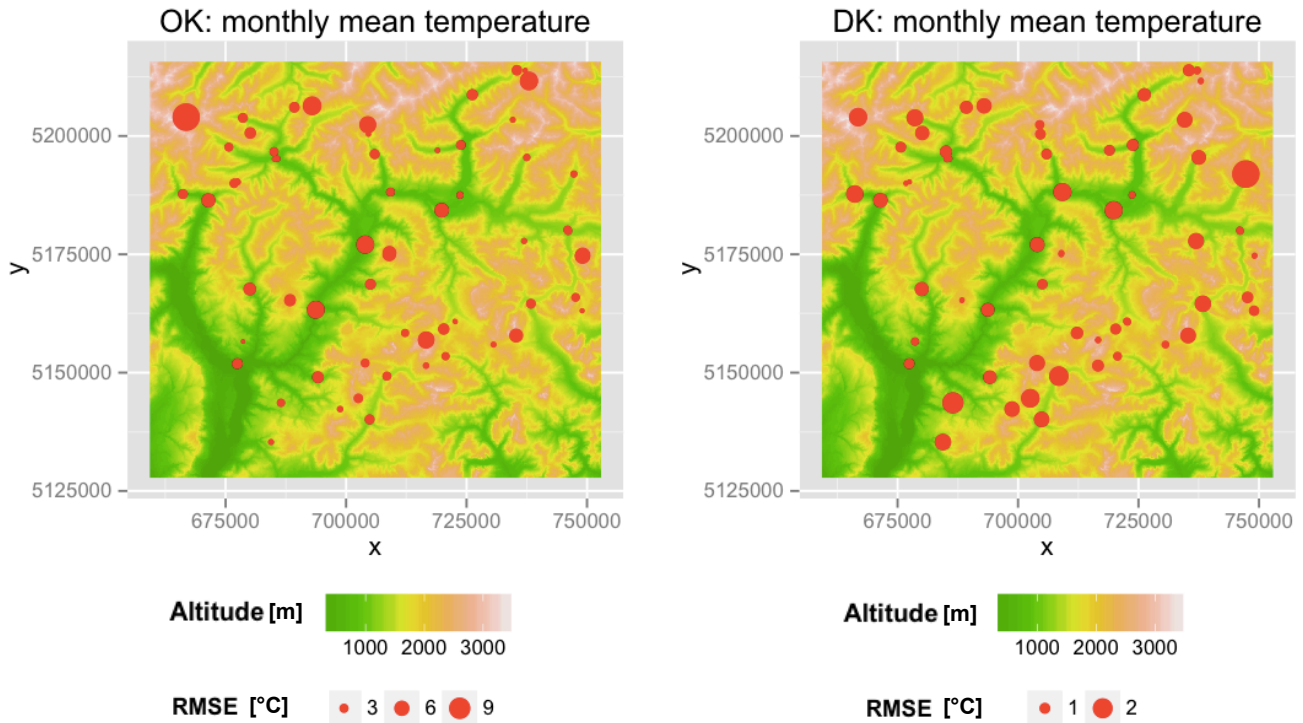 OK: monthly mean temperature
y
5200000
5175000
5150000
5125000
675000 700000 725000 750000
x
Altitude [m]
1000 2000 3000
RMSE [°C] 3 6 9
DK: monthly mean temperature
y
5200000
5175000
5150000
5125000
675000 700000 725000 750000
x
Altitude [m]
1000 2000 3000
RMSE [°C] 1 2